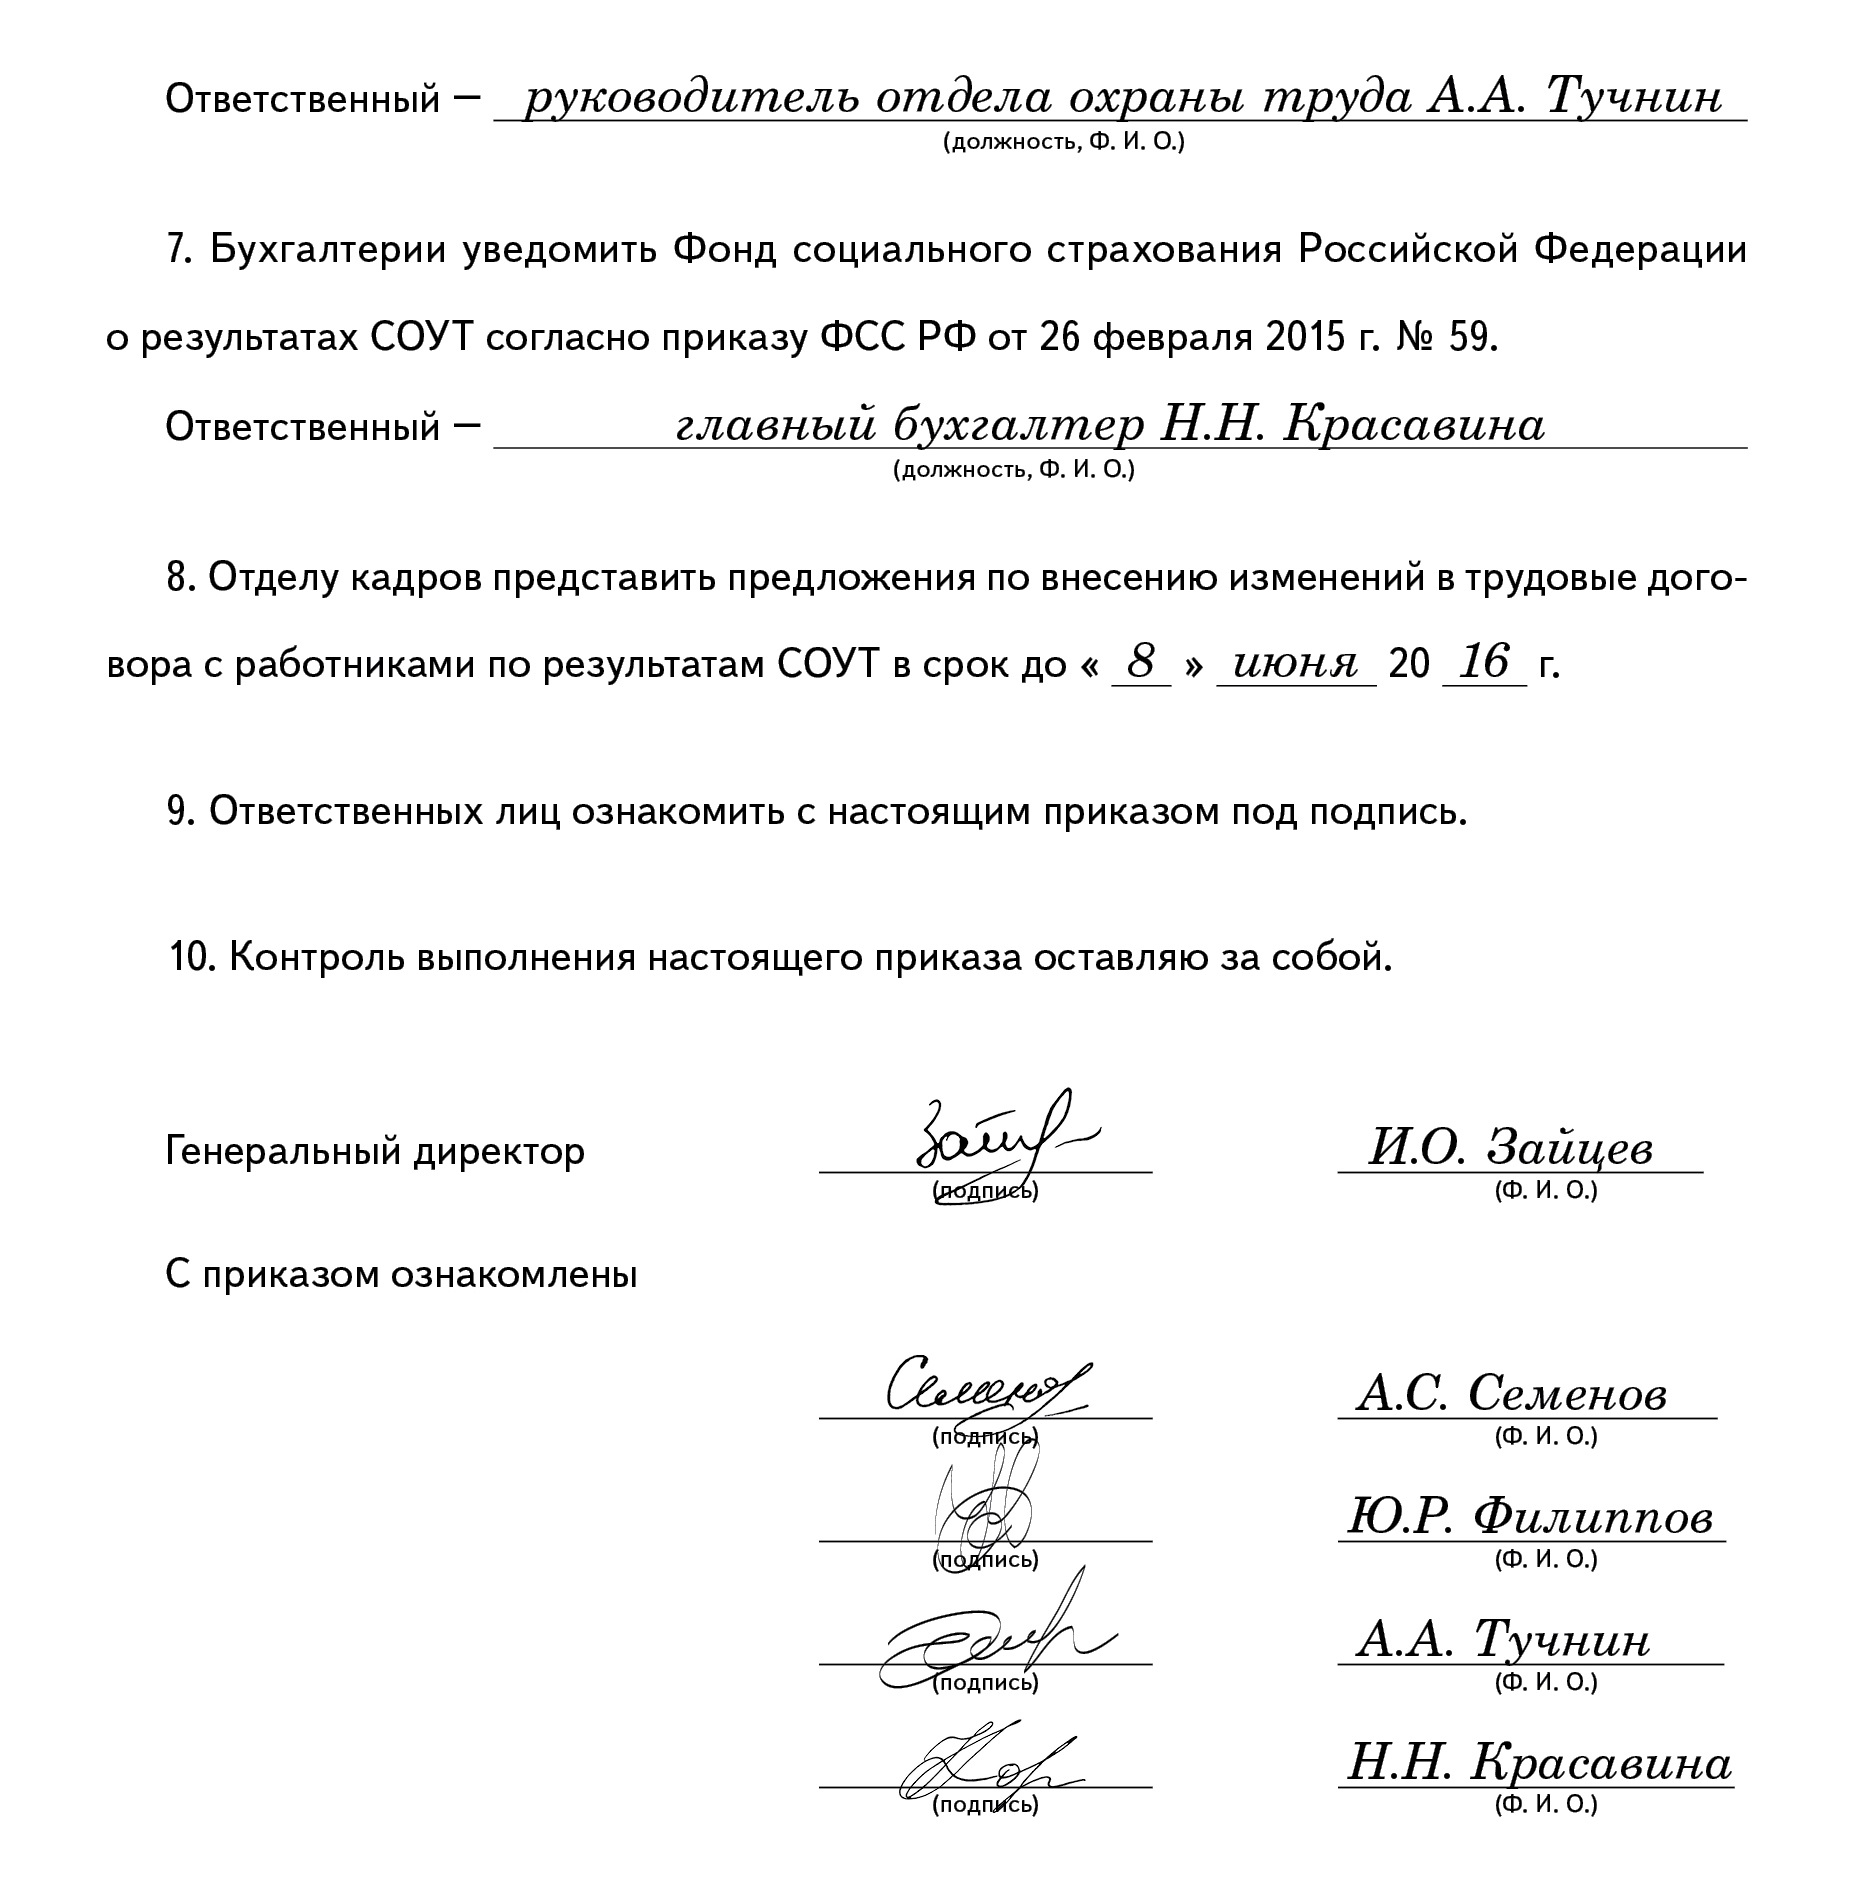 Ответственный — руководитель отдела охраны труда А.А. Тучнин
(должность, Ф. И. О.)
7. Бухгалтерии уведомить Фонд социального страхования Российской Федерации
о результатах СОУТ согласно приказу ФСС РФ от 26 февраля 2015 г. № 59.
Ответственный — главный бухгалтер Н.Н. Красавина
(должность, Ф. И. О.)
8. Отделу кадров представить предложения по внесению изменений в трудовые дого-
вора с работниками по результатам СОУТ в срок до « 8 » июня 20 16 г.
9. Ответственных лиц ознакомить с настоящим приказом под подпись.
10. Контроль выполнения настоящего приказа оставляю за собой.
Генеральный директор И.О. Зайцев
(подпись) (Ф. И. О.)
С приказом ознакомлены
Семенов А.С. Семенов
(подпись) (Ф. И. О.)
Ю.Р. Филиппов
(подпись) (Ф. И. О.)
А.А. Тучнин
(подпись) (Ф. И. О.)
Н.Н. Красавина
(подпись) (Ф. И. О.)